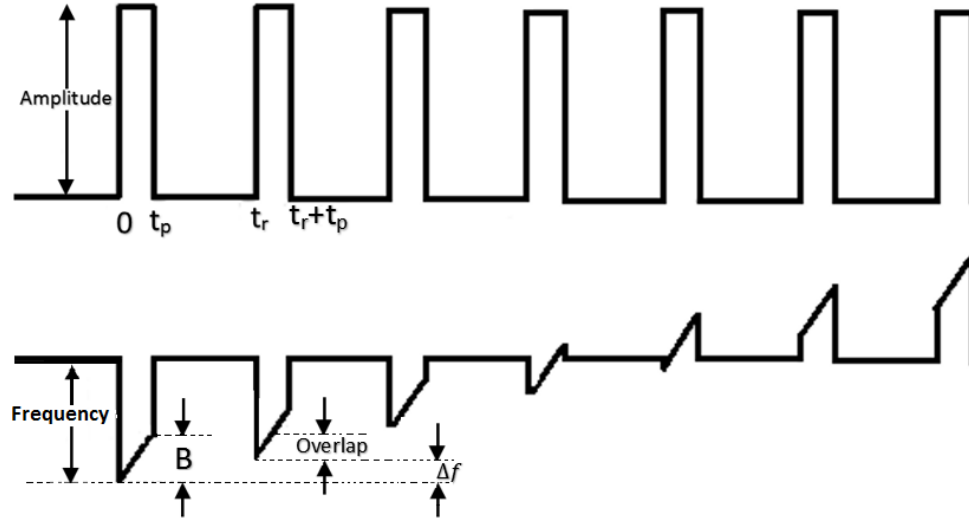 Amplitude
0 tₚ tᵣ tᵣ+tₚ
Frequency
B
Overlap
Δf